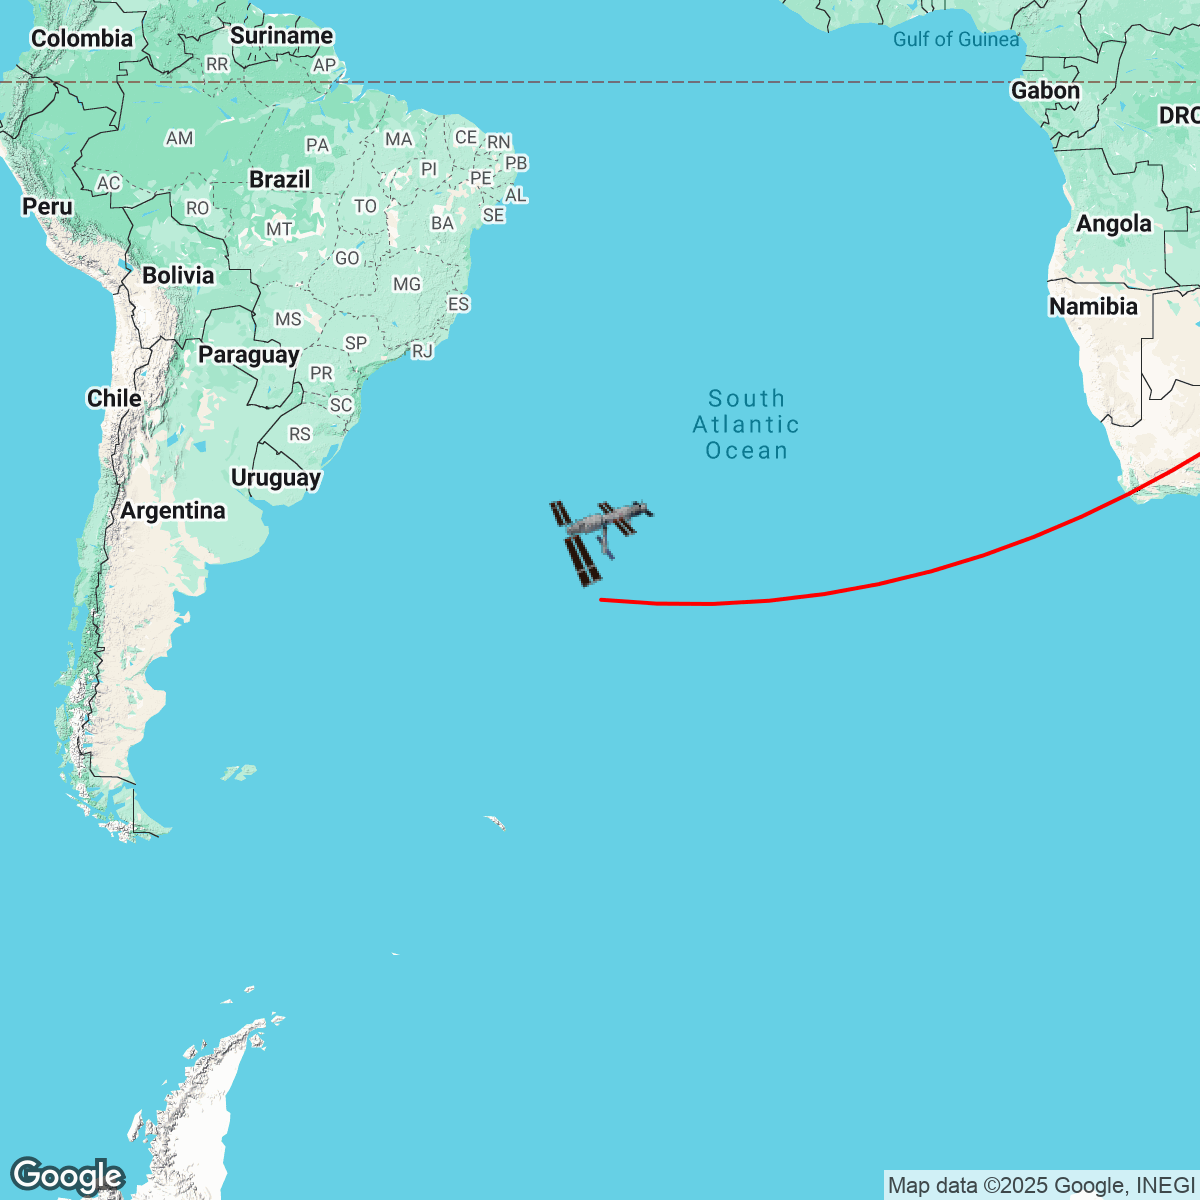 Colombia
Suriname
Gulf of Guinea
RR
AP
Gabon
DRC
AM
PA
MA
CE
RN
PI
PB
Brazil
PE
AC
TO
AL
Peru
RO
SE
MT
BA
Angola
GO
Bolivia
MG
ES
Namibia
MS
SP
RJ
Paraguay
PR
Chile
SC
South
Atlantic
Ocean
RS
Uruguay
Argentina
Google
Map data ©2025 Google, INEGI